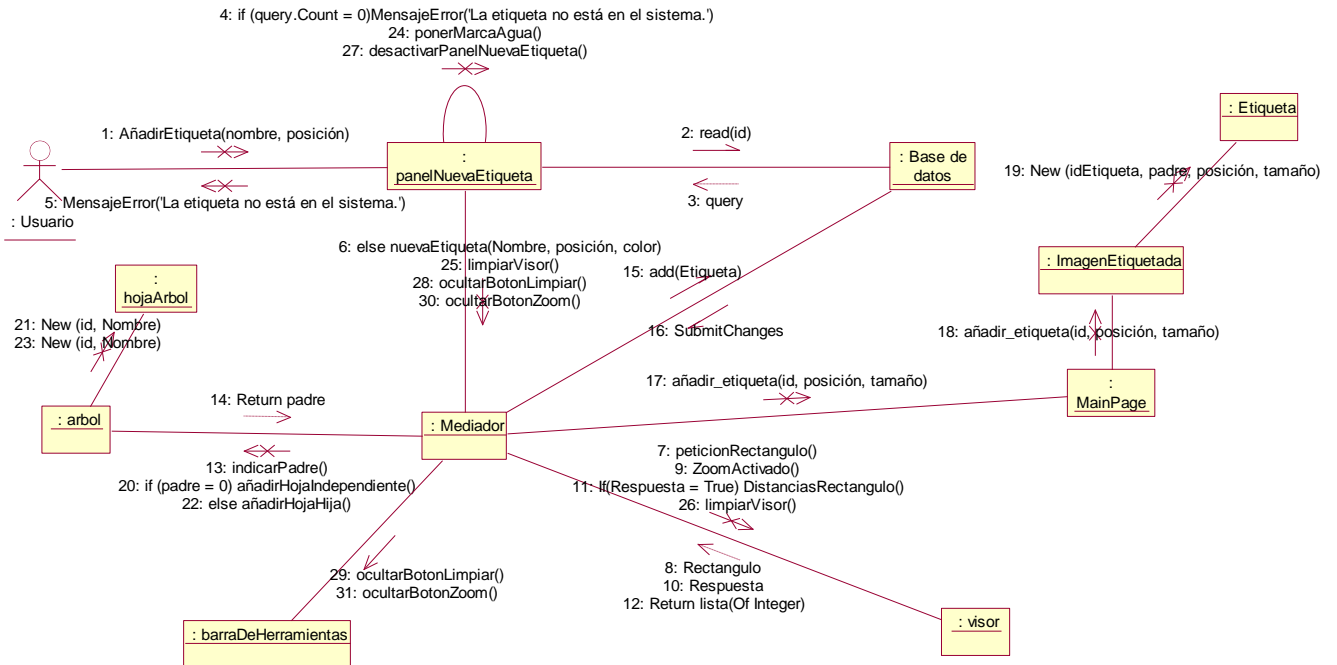 4: if (query.Count = 0)MensajeError('La etiqueta no está en el sistema.')
24: ponerMarcaAgua()
27: desactivarPanelNuevaEtiqueta()
1: AñadirEtiqueta(nombre, posición)
5: MensajeError('La etiqueta no está en el sistema.')
: Usuario
:
panelNuevaEtiqueta
2: read(id)
3: query
: Base de
datos
: Etiqueta
19: New (idEtiqueta, padre, posición, tamaño)
: ImagenEtiquetada
18: añadir_etiqueta(id, posición, tamaño)
:
MainPage
6: else nuevaEtiqueta(Nombre, posición, color)
25: limpiarVisor()
28: ocultarBotonLimpiar()
30: ocultarBotonZoom()
15: add(Etiqueta)
16: SubmitChanges
17: añadir_etiqueta(id, posición, tamaño)
:
hojaArbol
21: New (id, Nombre)
23: New (id, Nombre)
: arbol
14: Return padre
: Mediador
13: indicarPadre()
20: if (padre = 0) añadirHojaIndependiente()
22: else añadirHojaHija()
7: peticionRectangulo()
9: ZoomActivado()
11: If(Respuesta = True) DistanciasRectangulo()
26: limpiarVisor()
8: Rectangulo
10: Respuesta
12: Return lista(Of Integer)
29: ocultarBotonLimpiar()
31: ocultarBotonZoom()
: barraDeHerramientas
: visor